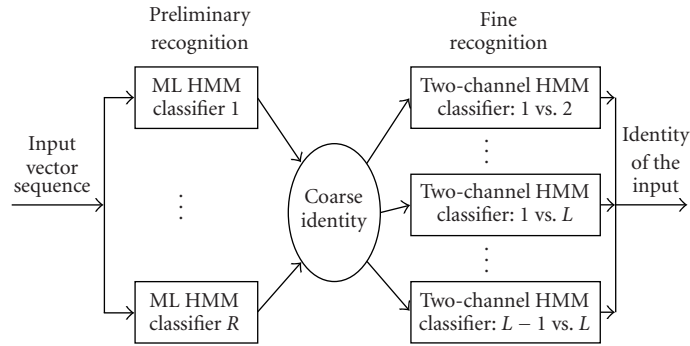 Preliminary
recognition
Fine
recognition
Input
vector
sequence
ML HMM
classifier 1
⋮
ML HMM
classifier R
Coarse
identity
Two-channel HMM
classifier: 1 vs. 2
⋮
Two-channel HMM
classifier: 1 vs. L
⋮
Two-channel HMM
classifier: L − 1 vs. L
Identity
of the
input